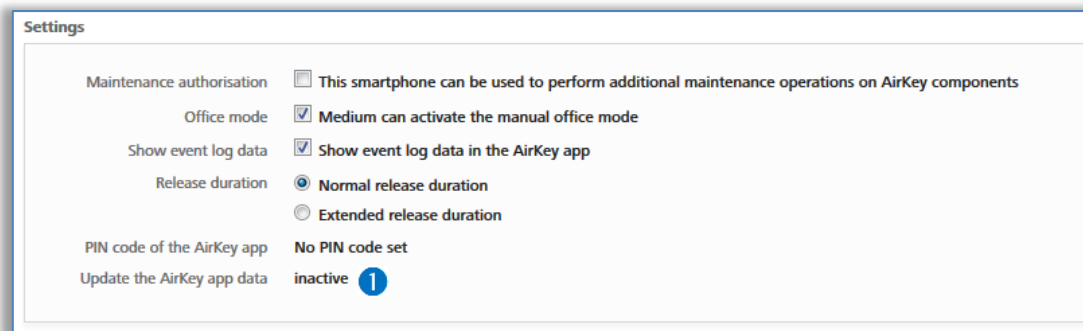 Settings
Maintenance authorisation This smartphone can be used to perform additional maintenance operations on AirKey components
Office mode Medium can activate the manual office mode
Show event log data Show event log data in the AirKey app
Release duration Normal release duration
Extended release duration
PIN code of the AirKey app No PIN code set
Update the AirKey app data inactive 1